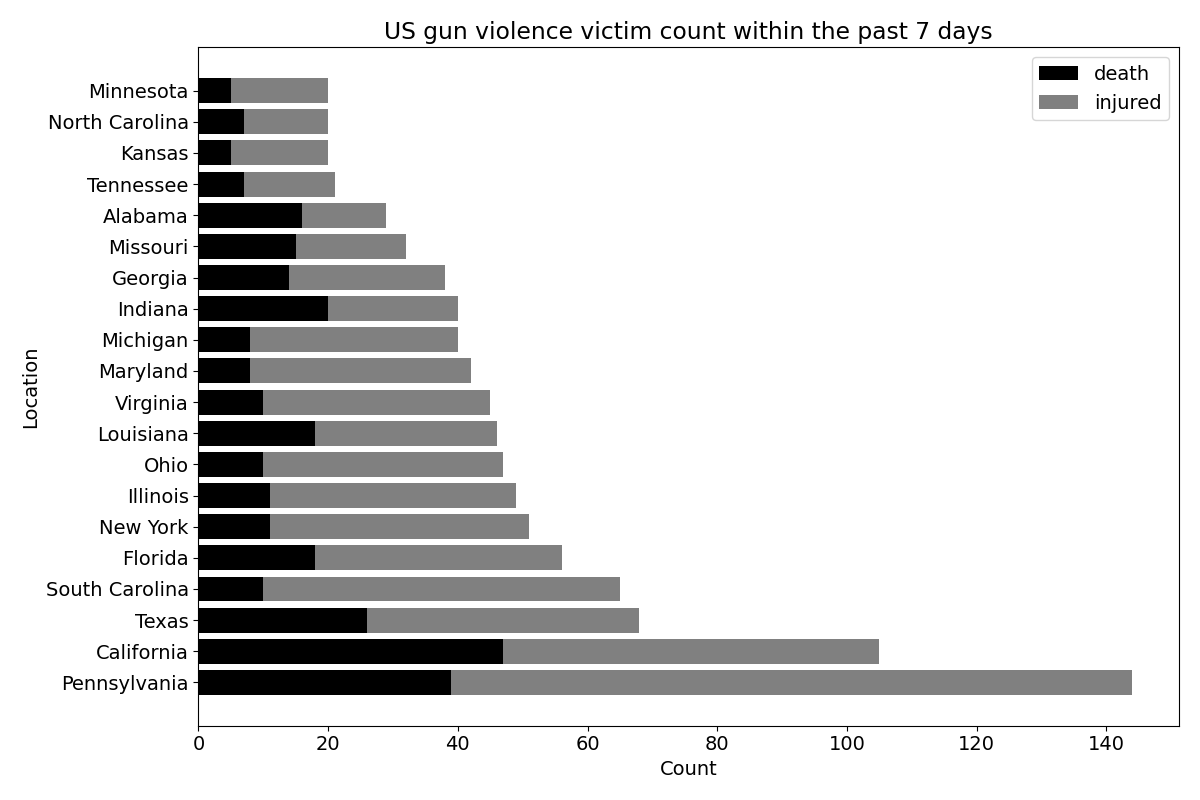 US gun violence victim count within the past 7 days
death
injured
Minnesota
North Carolina
Kansas
Tennessee
Alabama
Missouri
Georgia
Indiana
Michigan
Maryland
Virginia
Louisiana
Ohio
Illinois
New York
Florida
South Carolina
Texas
California
Pennsylvania
Location
0 20 40 60 80 100 120 140
Count